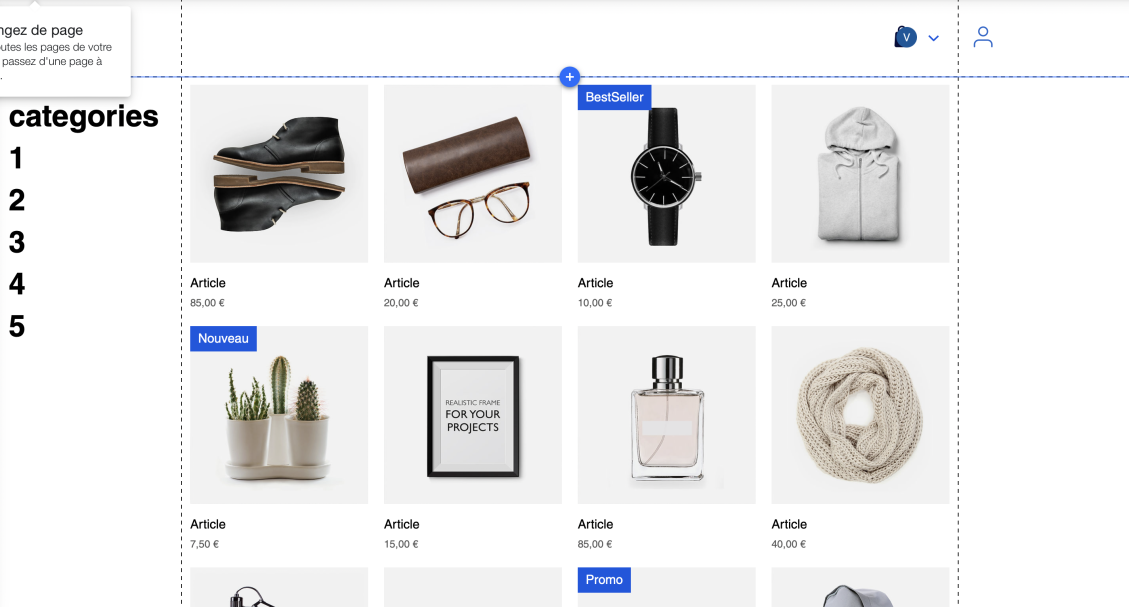 ngez de page
outes les pages de votre
passez d'une page à
.
V
+
categories
1
2
3
4
5
BestSeller
Article
85,00 €
Article
20,00 €
Article
10,00 €
Article
25,00 €
Nouveau
REALISTIC FRAME
FOR YOUR
PROJECTS
Article
7,50 €
Article
15,00 €
Article
85,00 €
Article
40,00 €
Promo